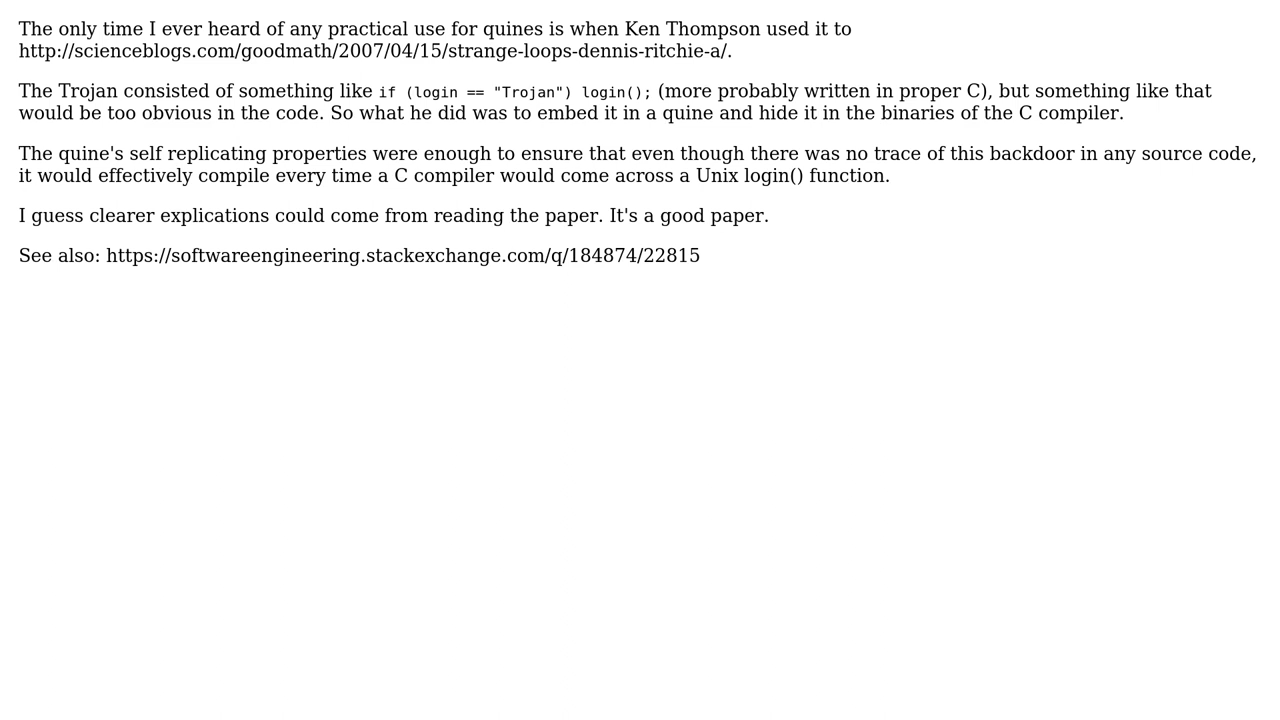 The only time I ever heard of any practical use for quines is when Ken Thompson used it to
http://scienceblogs.com/goodmath/2007/04/15/strange-loops-dennis-ritchie-a/.
The Trojan consisted of something like if (login == "Trojan") login(); (more probably written in proper C), but something like that
would be too obvious in the code. So what he did was to embed it in a quine and hide it in the binaries of the C compiler.
The quine's self replicating properties were enough to ensure that even though there was no trace of this backdoor in any source code,
it would effectively compile every time a C compiler would come across a Unix login() function.
I guess clearer explications could come from reading the paper. It's a good paper.
See also: https://softwareengineering.stackexchange.com/q/184874/22815